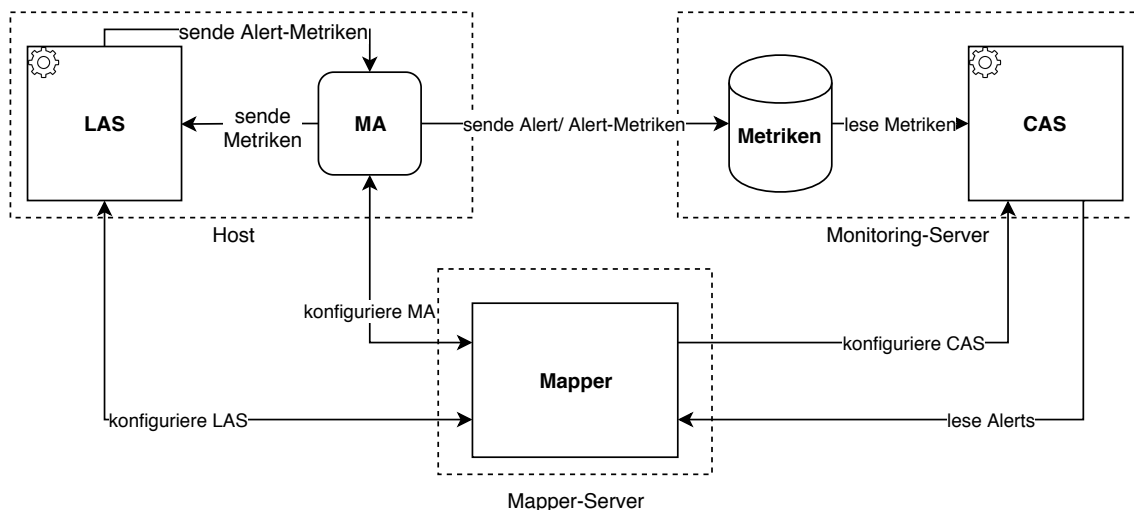 sende Alert-Metriken
LAS
sende
Metriken
MA
sende Alert/ Alert-Metriken
Metriken
lese Metriken
CAS
Host
Monitoring-Server
konfiguriere MA
konfiguriere CAS
Mapper
konfiguriere LAS
lese Alerts
Mapper-Server